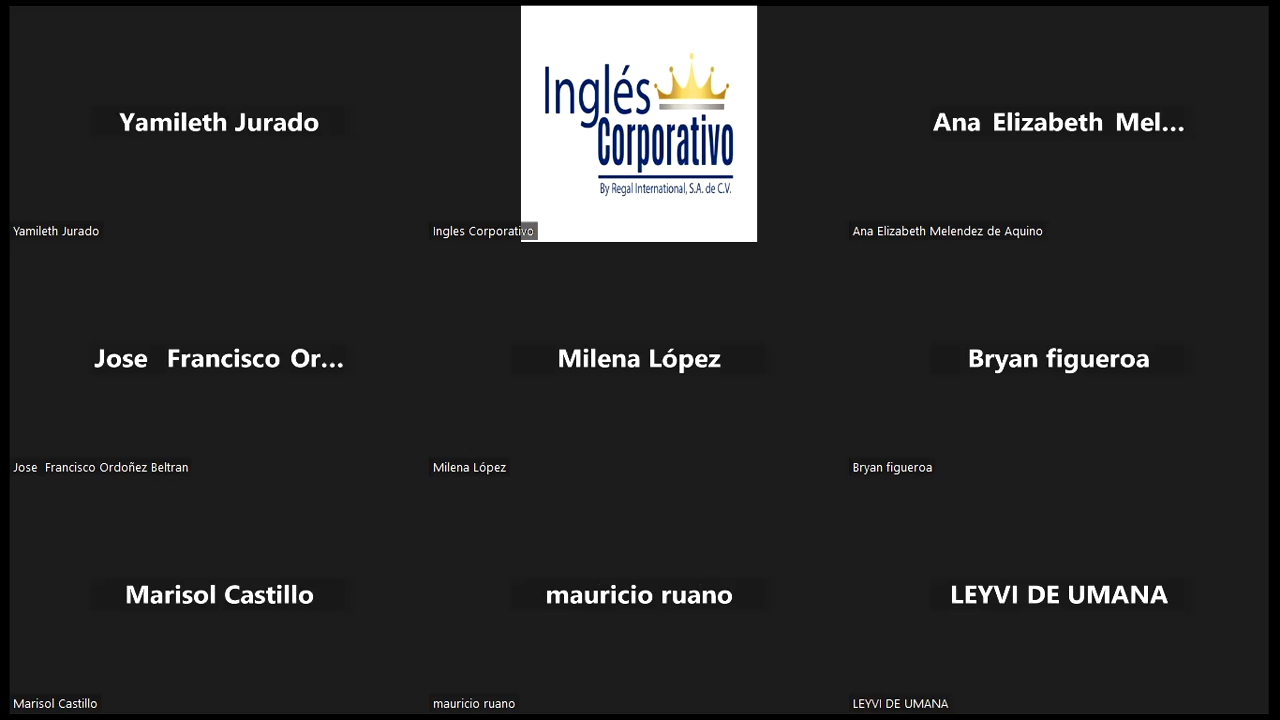 Yamileth Jurado
Yamileth Jurado
Inglés
Corporativo
By Regal International, S.A. de C.V.
Ingles Corporativo
Ana Elizabeth Mel...
Ana Elizabeth Melendez de Aquino
Jose Francisco Or...
Jose Francisco Ordoñez Beltran
Milena López
Milena López
Bryan figueroa
Bryan figueroa
Marisol Castillo
Marisol Castillo
mauricio ruano
mauricio ruano
LEYVI DE UMANA
LEYVI DE UMANA